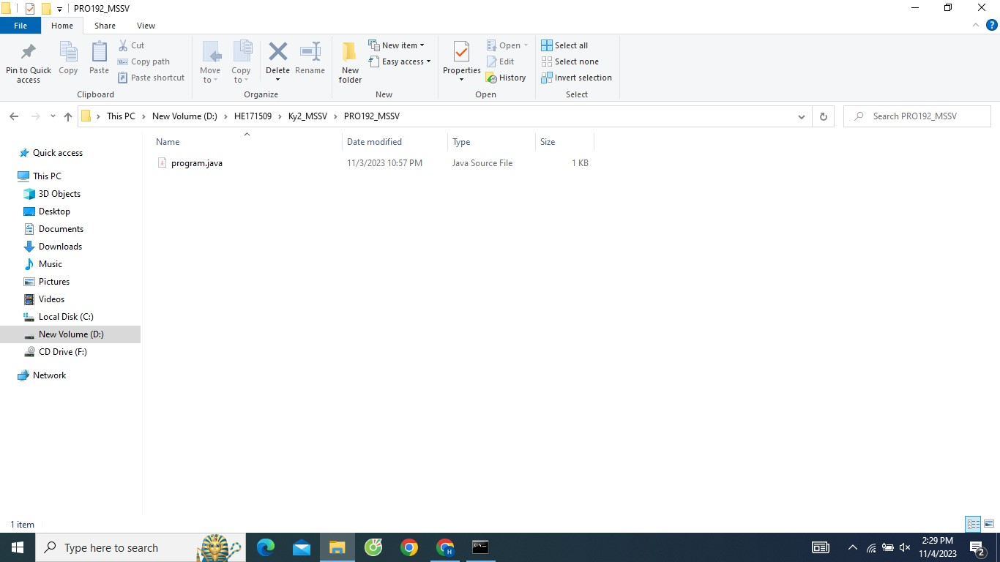 PRO192_MSSV
File Home Share View
Pin to Quick access
Copy
Paste
Cut
Copy path
Paste shortcut
Clipboard
Move to
Copy to
Delete
Rename
Organize
New folder
New item
Easy access
New
Properties
Open
Edit
History
Open
Select all
Select none
Invert selection
Select
This PC > New Volume (D:) > HE171509 > Ky2_MSSV > PRO192_MSSV
Search PRO192_MSSV
Name Date modified Type Size
program.java 11/3/2023 10:57 PM Java Source File 1 KB
Quick access
This PC
3D Objects
Desktop
Documents
Downloads
Music
Pictures
Videos
Local Disk (C:)
New Volume (D:)
CD Drive (F:)
Network
1 item
Type here to search
H
2:29 PM
11/4/2023
2